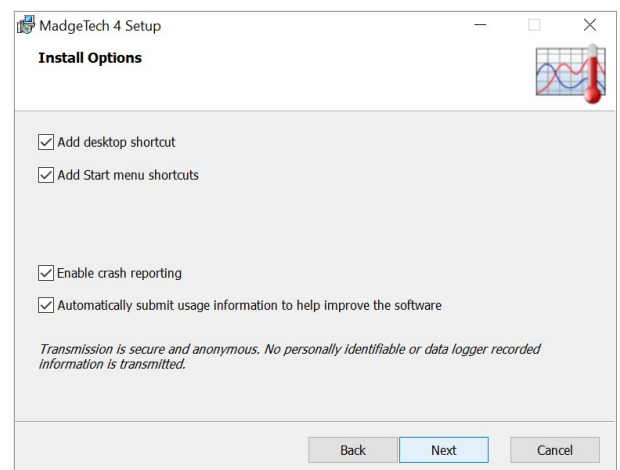 MadgeTech 4 Setup
Install Options
Add desktop shortcut
Add Start menu shortcuts
Enable crash reporting
Automatically submit usage information to help improve the software
Transmission is secure and anonymous. No personally identifiable or data logger recorded
information is transmitted.
Back Next Cancel